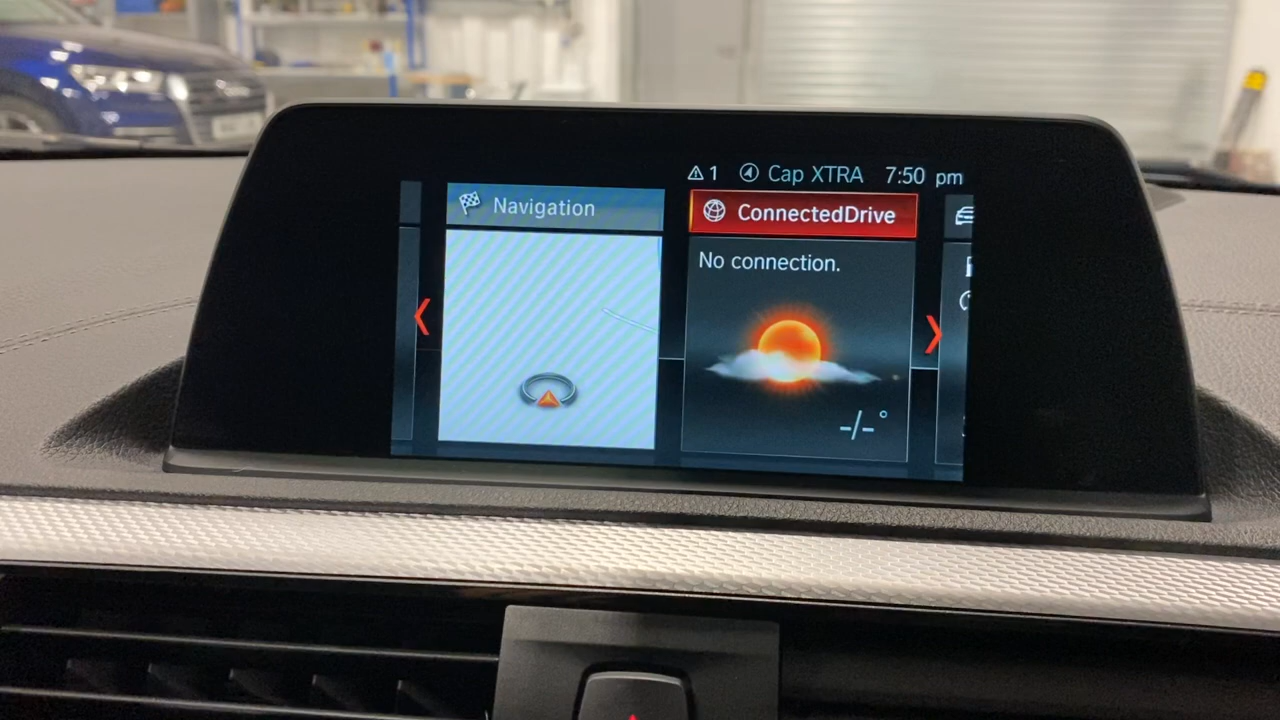 1 Cap XTRA 7:50 pm
Navigation
ConnectedDrive
No connection.
-/-°